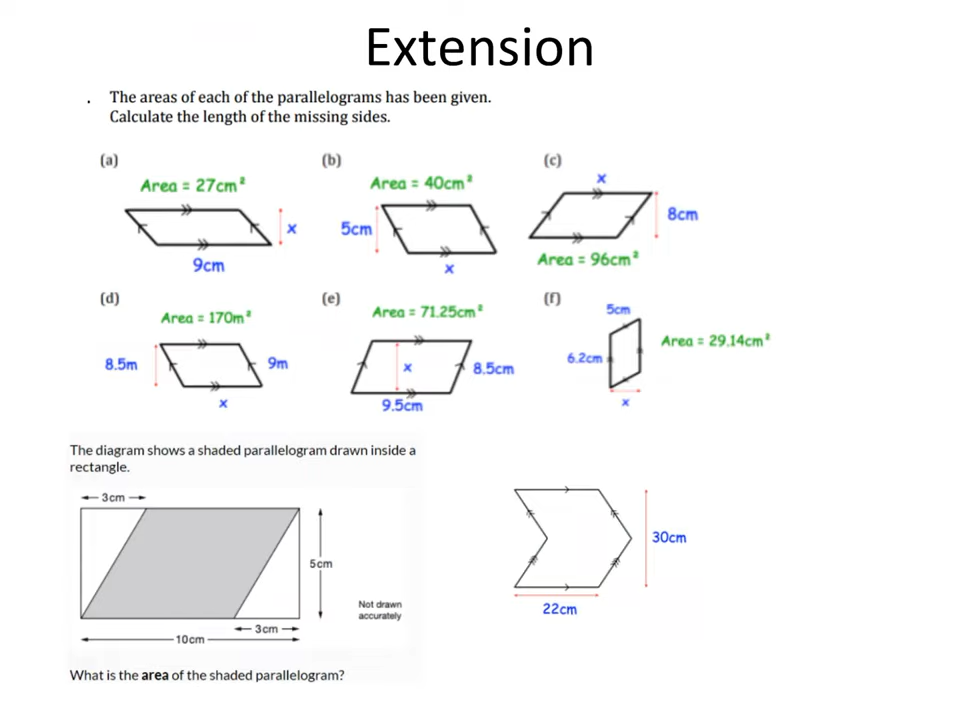 Extension
. The areas of each of the parallelograms has been given.
Calculate the length of the missing sides.
(a)
Area = 27cm²
x
9cm
(b)
Area = 40cm²
5cm
x
(c)
x
8cm
Area = 96cm²
(d)
Area = 170m²
8.5m
9m
x
(e)
Area = 71.25cm²
x
8.5cm
9.5cm
(f)
5cm
Area = 29.14cm²
6.2cm
x
The diagram shows a shaded parallelogram drawn inside a
rectangle.
3cm
5cm
Not drawn
accurately
3cm
10cm
What is the area of the shaded parallelogram?
30cm
22cm